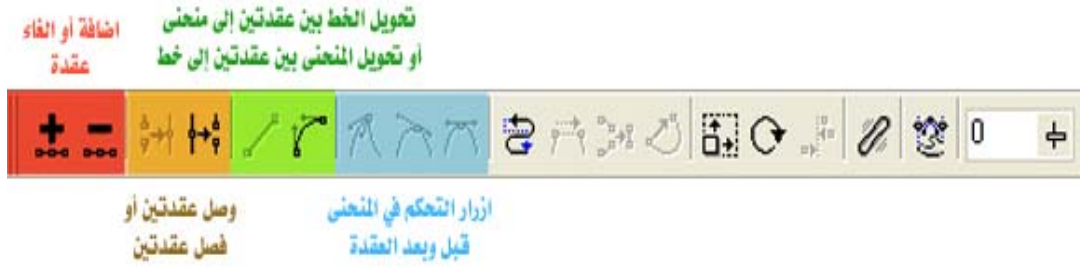 اضافة أو الغاء
عقدة
تحويل الخط بين عقدتين إلى منحنى
أو تحويل المنحنى بين عقدتين إلى خط
0
وصل عقدتين أو
فصل عقدتين
ازرار التحكم في المنحنى
قبل وبعد العقدة